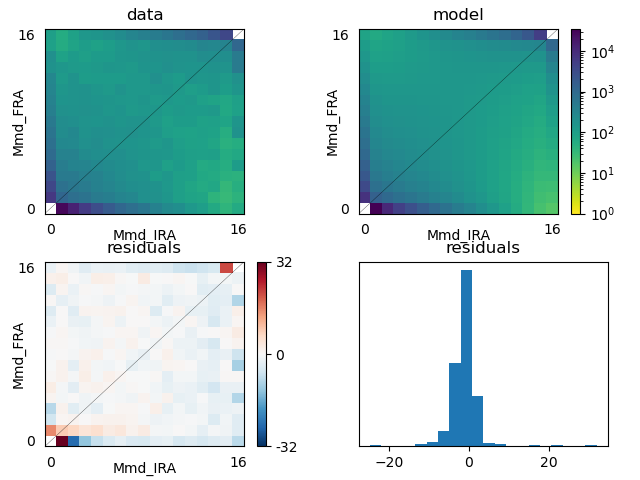 data
model
16
Mmd_FRA
0
0
16
Mmd_IRA
16
Mmd_FRA
0
0
16
Mmd_IRA
10^4
10^3
10^2
10^1
10^0
residuals
residuals
16
Mmd_FRA
0
0
16
Mmd_IRA
32
0
-32
−20
0
20